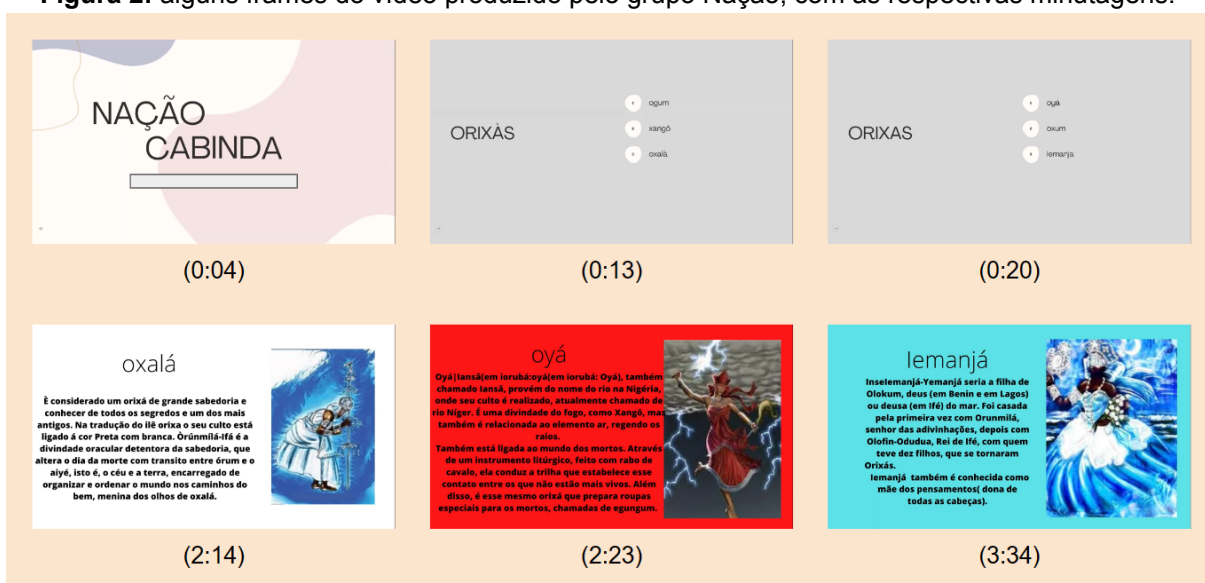 Figura 2: alguns frames do vídeo produzido pelo grupo Nação, com as respectivas minutagens.
NAÇÃO
CABINDA
(0:04)
ORIXÀS
ogum
xangô
oxalà
(0:13)
ORIXAS
oyá
oxum
Iemanja
(0:20)
oxalá
È considerado um orixá de grande sabedoria e
conhecer de todos os segredos e um dos mais
antigos. Na tradução do ilê orixa o seu culto está
ligado á cor Preta com branca. Òrúnmílá-Ifá é a
divindade oracular detentora da sabedoria, que
altera o dia da morte com transito entre órum e o
aiyé, isto é, o céu e a terra, encarregado de
organizar e ordenar o mundo nos caminhos do
bem, menina dos olhos de oxalá.
(2:14)
oyá
Oyá|Iansã(em iorubá:oyá(em iorubá: Oyá), também
chamado Iansã, provém do nome do rio na Nigéria,
onde seu culto é realizado, atualmente chamado de
rio Níger. É uma divindade do fogo, como Xangô, mas
também é relacionada ao elemento ar, regendo os
raios.
Também está ligada ao mundo dos mortos. Através
de um instrumento litúrgico, feito com rabo de
cavalo, ela conduz a trilha que estabelece esse
contato entre os que não estão mais vivos. Além
disso, é esse mesmo orixá que prepara roupas
especiais para os mortos, chamadas de egungum.
(2:23)
Iemanjá
Inselemanjá-Yemanjá seria a filha de
Olokum, deus (em Benin e em Lagos)
ou deusa (em Ifé) do mar. Foi casada
pela primeira vez com Orunmilá,
senhor das adivinhações, depois com
Olofin-Odudua, Rei de Ifé, com quem
teve dez filhos, que se tornaram
Orixás.
Iemanjá também é conhecida como
mãe dos pensamentos( dona de
todas as cabeças).
(3:34)